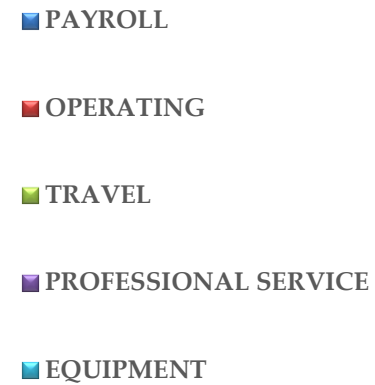 PAYROLL
OPERATING
TRAVEL
PROFESSIONAL SERVICE
EQUIPMENT